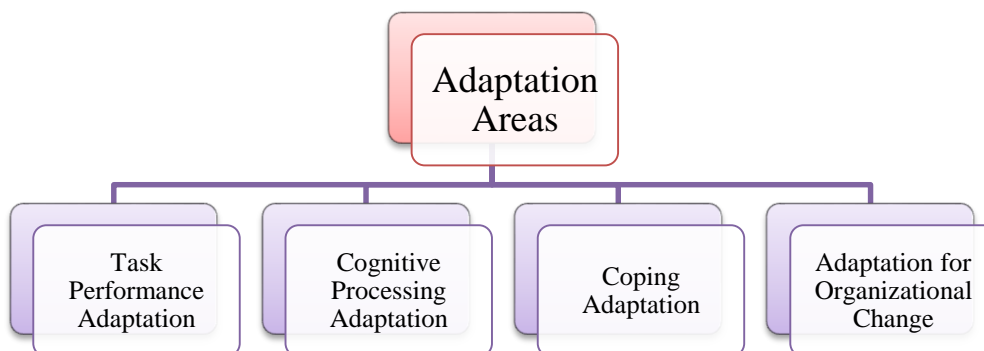 Adaptation
Areas
Task
Performance
Adaptation
Cognitive
Processing
Adaptation
Coping
Adaptation
Adaptation for
Organizational
Change